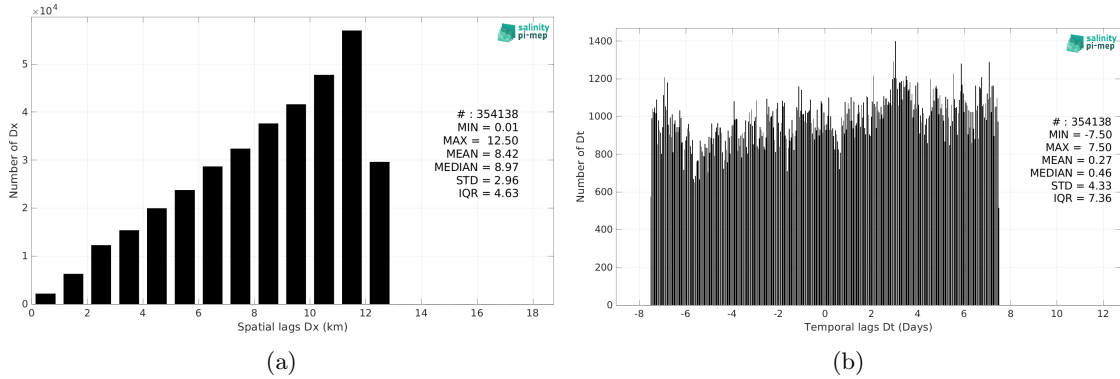 ×10⁴
salinity
pi-mep
5
4
3
2
1
0
Number of Dx
# : 354138
MIN = 0.01
MAX = 12.50
MEAN = 8.42
MEDIAN = 8.97
STD = 2.96
IQR = 4.63
0 2 4 6 8 10 12 14 16 18
Spatial lags Dx (km)
(a)
salinity
pi-mep
1400
1200
1000
800
600
400
200
0
Number of Dt
# : 354138
MIN = -7.50
MAX = 7.50
MEAN = 0.27
MEDIAN = 0.46
STD = 4.33
IQR = 7.36
-8 -6 -4 -2 0 2 4 6 8 10 12
Temporal lags Dt (Days)
(b)